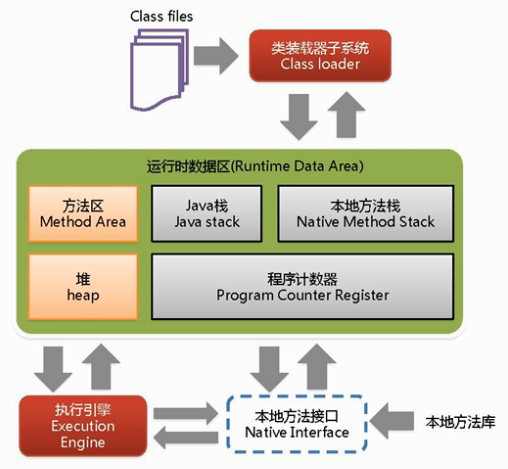 Class files
类装载器子系统
Class loader
运行时数据区(Runtime Data Area)
方法区
Method Area
Java栈
Java stack
本地方法栈
Native Method Stack
堆
heap
程序计数器
Program Counter Register
执行引擎
Execution
Engine
本地方法接口
Native Interface
本地方法库